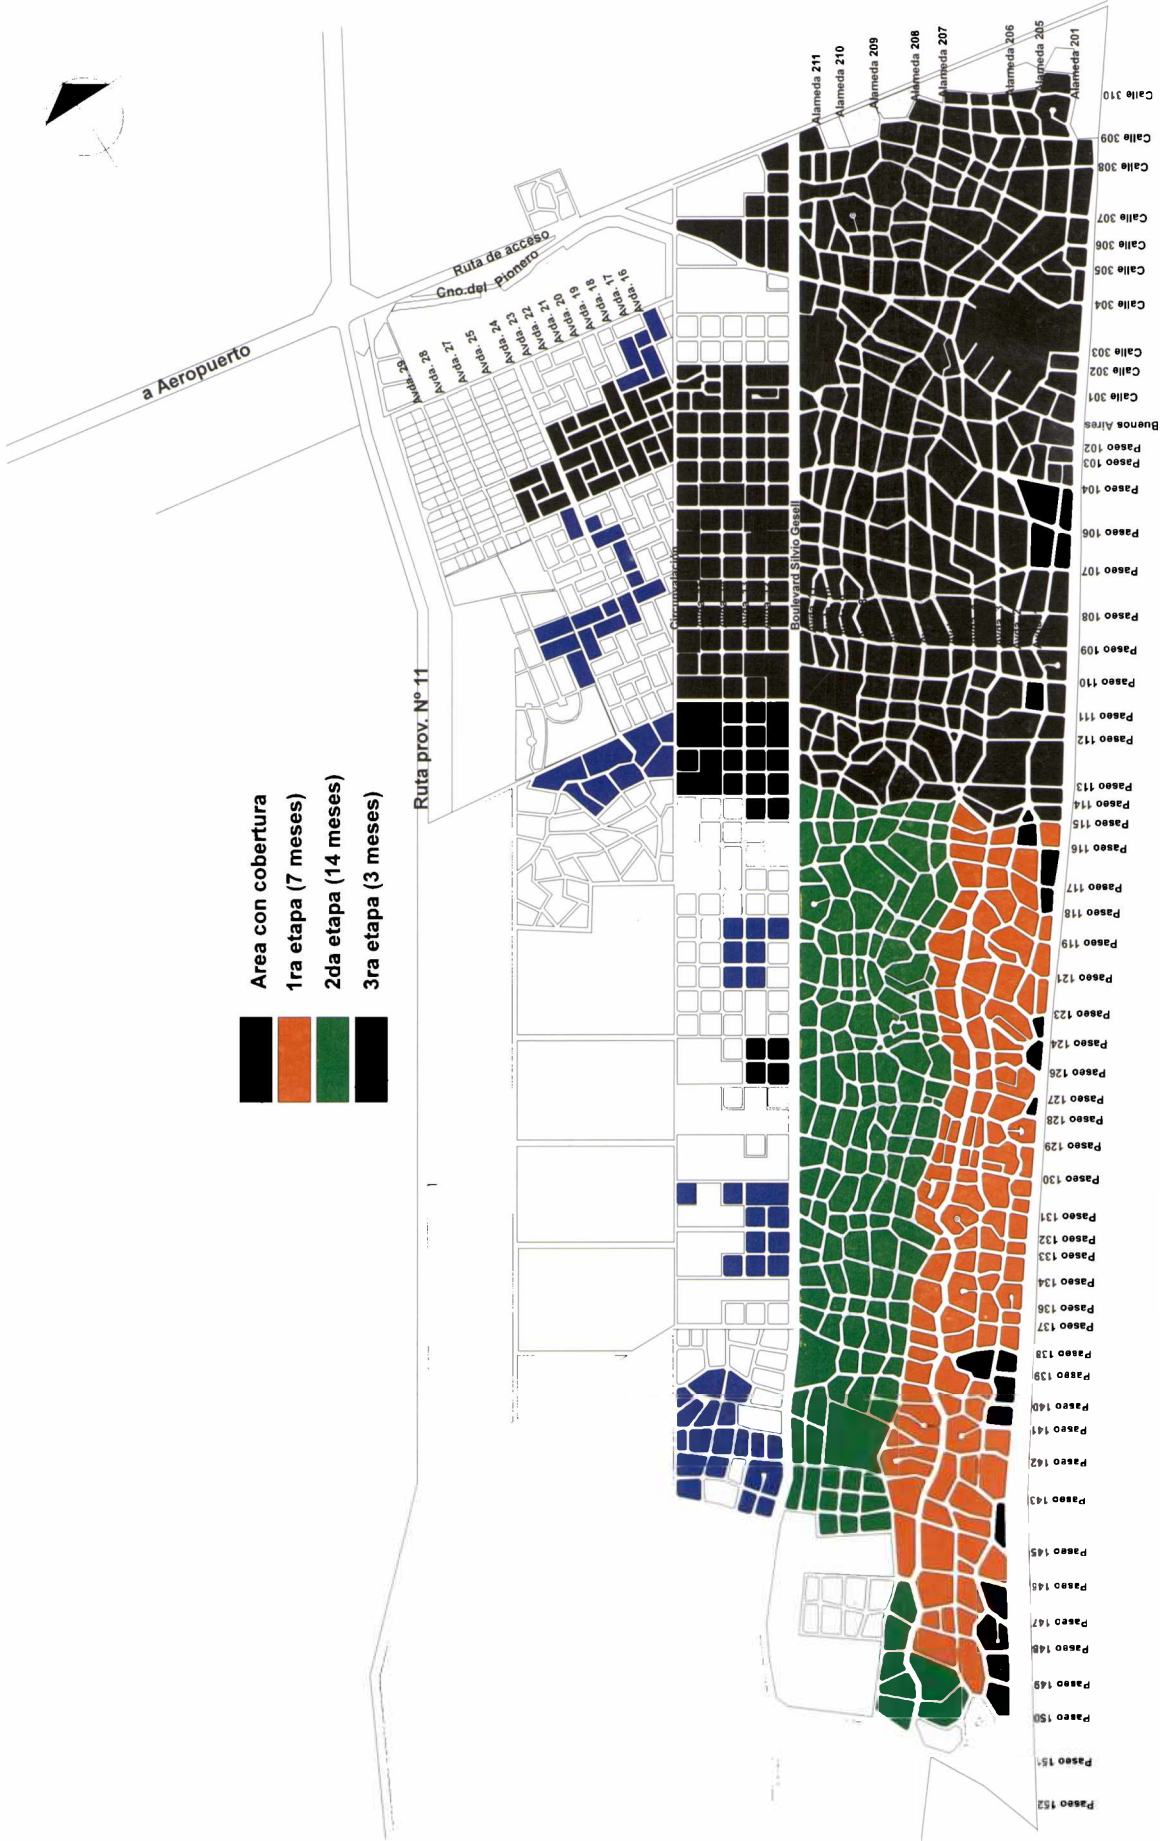 a Aeropuerto
Ruta de acceso
Cno.del Pionero
Avda. 29
Avda. 28
Avda. 27
Avda. 25
Avda. 24
Avda. 23
Avda. 22
Avda. 21
Avda. 20
Avda. 19
Avda. 18
Avda. 17
Avda. 16
Alameda 211
Alameda 210
Alameda 209
Alameda 208
Alameda 207
Alameda 206
Alameda 205
Alameda 201
Ruta prov. Nº 11
Circunvalación
Boulevard Silvio Gesell
Area con cobertura
1ra etapa (7 meses)
2da etapa (14 meses)
3ra etapa (3 meses)
Calle 310
Calle 309
Calle 308
Calle 307
Calle 306
Calle 305
Calle 304
Calle 303
Calle 302
Calle 301
Buenos Aires
Paseo 102
Paseo 103
Paseo 104
Paseo 106
Paseo 107
Paseo 108
Paseo 109
Paseo 110
Paseo 111
Paseo 112
Paseo 113
Paseo 114
Paseo 115
Paseo 116
Paseo 117
Paseo 118
Paseo 119
Paseo 121
Paseo 123
Paseo 124
Paseo 126
Paseo 127
Paseo 128
Paseo 129
Paseo 130
Paseo 131
Paseo 132
Paseo 133
Paseo 134
Paseo 136
Paseo 137
Paseo 138
Paseo 139
Paseo 140
Paseo 141
Paseo 142
Paseo 143
Paseo 145
Paseo 145
Paseo 147
Paseo 148
Paseo 149
Paseo 150
Paseo 151
Paseo 152